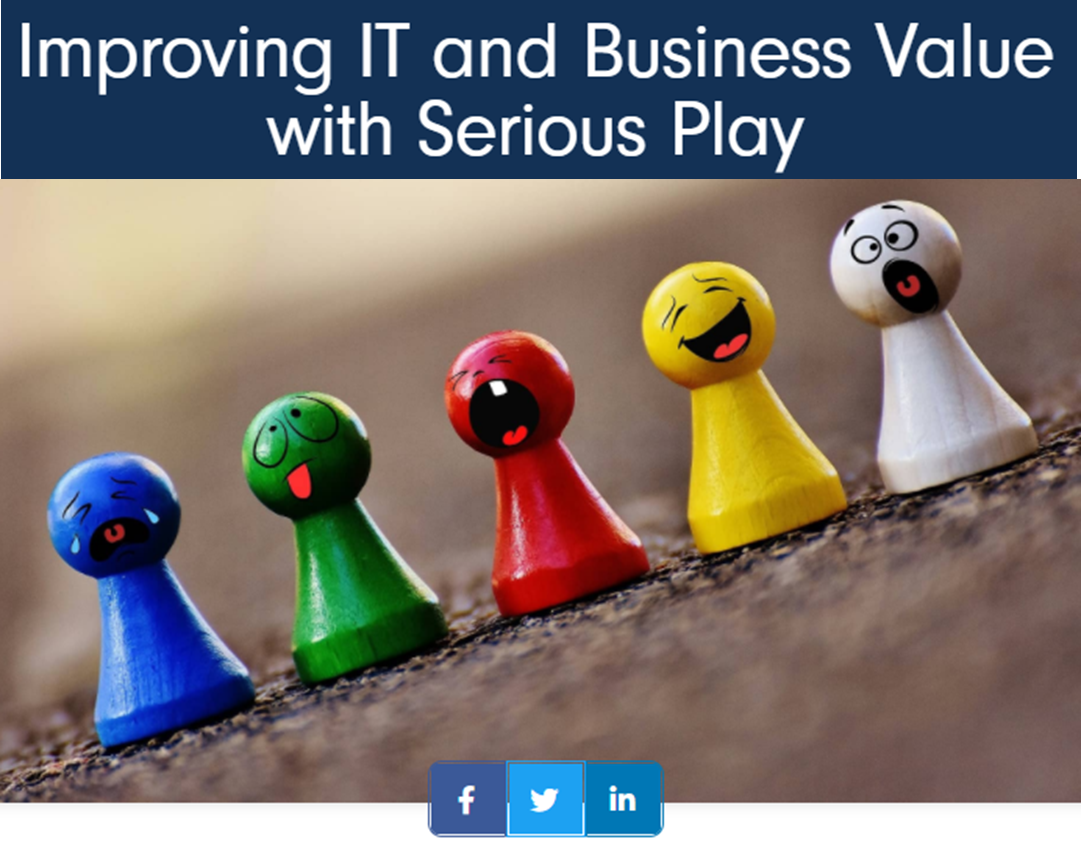 Improving IT and Business Value
with Serious Play
f
in